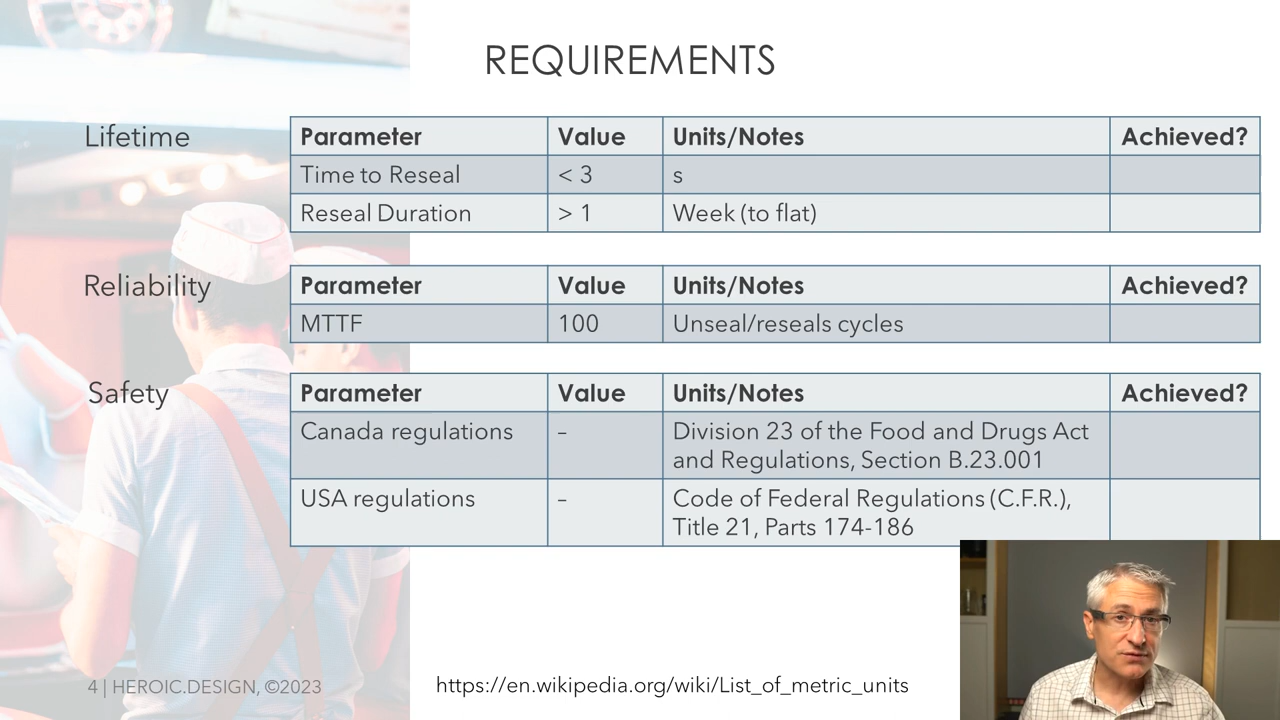 REQUIREMENTS
Lifetime
Parameter Value Units/Notes Achieved?
Time to Reseal < 3 s
Reseal Duration > 1 Week (to flat)
Reliability
Parameter Value Units/Notes Achieved?
MTTF 100 Unseal/reseals cycles
Safety
Parameter Value Units/Notes Achieved?
Canada regulations – Division 23 of the Food and Drugs Act
and Regulations, Section B.23.001
USA regulations – Code of Federal Regulations (C.F.R.),
Title 21, Parts 174-186
4 | HEROIC.DESIGN, ©2023
https://en.wikipedia.org/wiki/List_of_metric_units